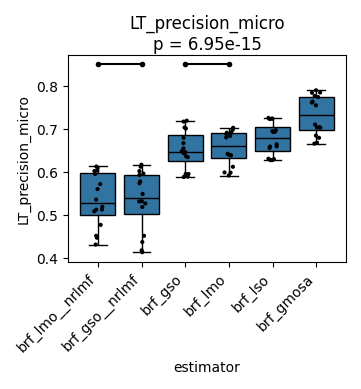 LT_precision_micro
p = 6.95e-15
LT_precision_micro
0.8
0.7
0.6
0.5
0.4
brf_lmo__nrlmf
brf_gso__nrlmf
brf_gso
brf_lmo
brf_lso
brf_gmosa
estimator